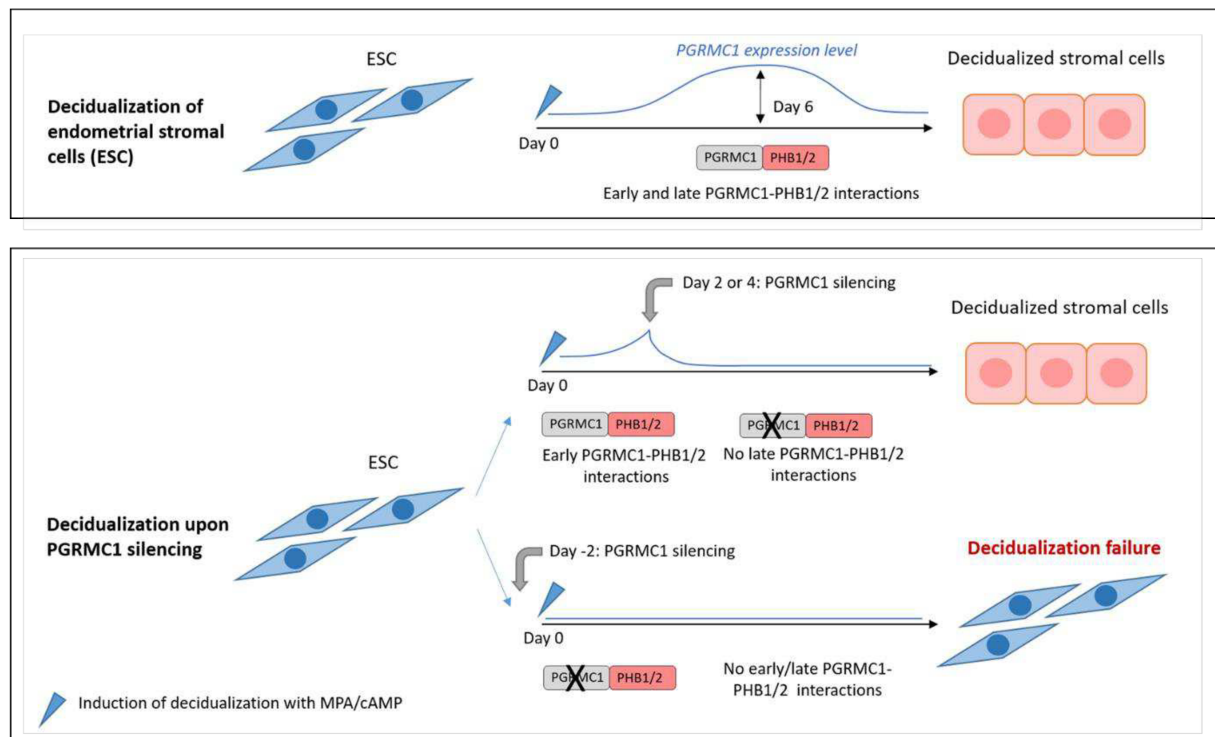 PGRMC1 expression level
ESC
Decidualized stromal cells
Decidualization of
endometrial stromal
cells (ESC)
Day 6
Day 0
PGRMC1 PHB1/2
Early and late PGRMC1-PHB1/2 interactions
Day 2 or 4: PGRMC1 silencing
Decidualized stromal cells
Day 0
PGRMC1 PHB1/2
PGRMC1 PHB1/2
Early PGRMC1-PHB1/2
interactions
No late PGRMC1-PHB1/2
interactions
ESC
Decidualization upon
PGRMC1 silencing
Day -2: PGRMC1 silencing
Decidualization failure
Day 0
PGRMC1 PHB1/2
No early/late PGRMC1-
PHB1/2 interactions
Induction of decidualization with MPA/cAMP